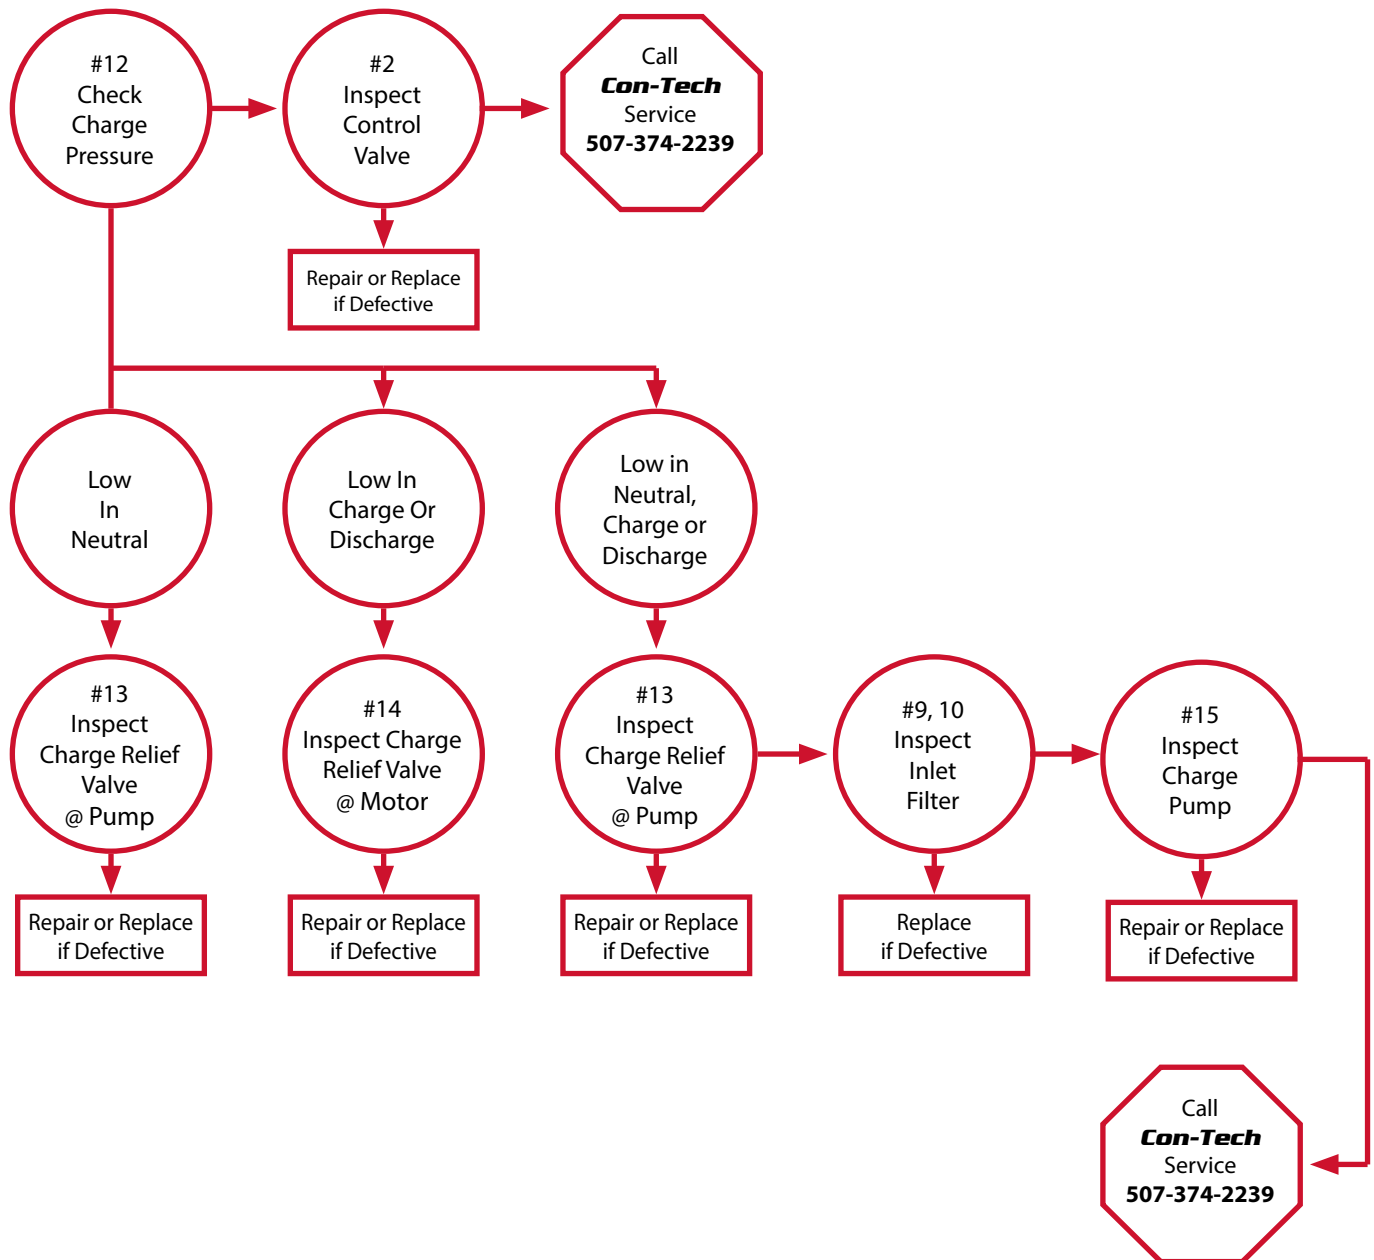 #12
Check
Charge
Pressure
#2
Inspect
Control
Valve
Call
Con-Tech
Service
507-374-2239
Repair or Replace
if Defective
Low
In
Neutral
Low In
Charge Or
Discharge
Low in
Neutral,
Charge or
Discharge
#13
Inspect
Charge Relief
Valve
@ Pump
#14
Inspect Charge
Relief Valve
@ Motor
#13
Inspect
Charge Relief
Valve
@ Pump
#9, 10
Inspect
Inlet
Filter
#15
Inspect
Charge
Pump
Repair or Replace
if Defective
Repair or Replace
if Defective
Repair or Replace
if Defective
Replace
if Defective
Repair or Replace
if Defective
Call
Con-Tech
Service
507-374-2239